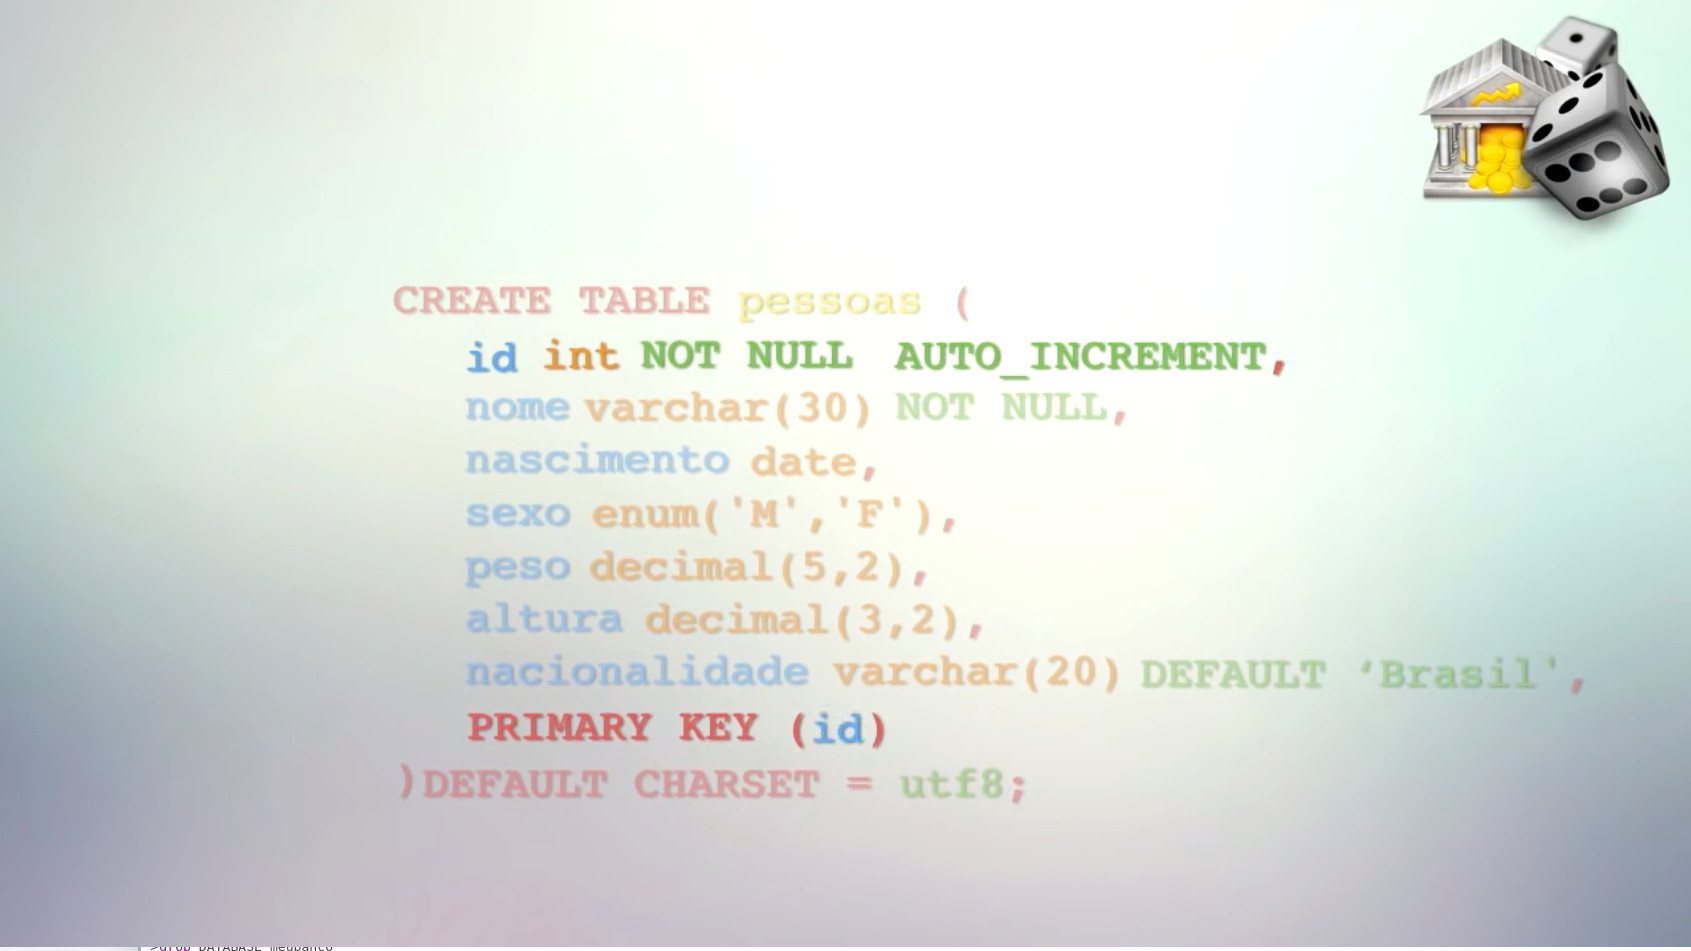 CREATE TABLE pessoas (
id int NOT NULL AUTO_INCREMENT,
nome varchar(30) NOT NULL,
nascimento date,
sexo enum('M','F'),
peso decimal(5,2),
altura decimal(3,2),
nacionalidade varchar(20) DEFAULT ‘Brasil',
PRIMARY KEY (id)
)DEFAULT CHARSET = utf8;
>drop DATABASE meubanco